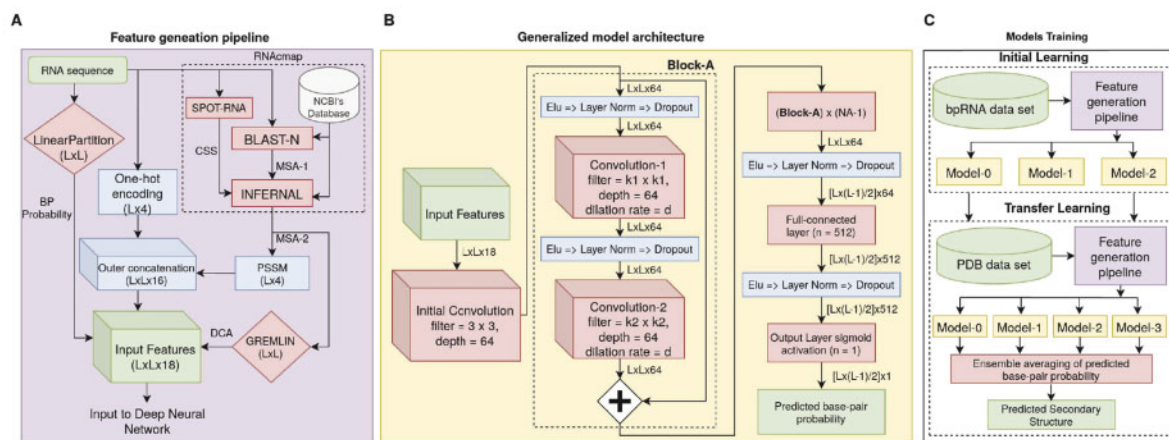 A
Feature geneation pipeline
RNAcmap
RNA sequence
SPOT-RNA
NCBI's
Database
LinearPartition
(LxL)
BLAST-N
CSS
MSA-1
One-hot
encoding
(Lx4)
INFERNAL
BP
Probability
MSA-2
Outer concatenation
(LxLx16)
PSSM
(Lx4)
Input Features
(LxLx18)
DCA
GREMLIN
(LxL)
Input to Deep Neural
Network
B
Generalized model architecture
Block-A
Input Features
LxLx18
Initial Convolution
filter = 3 x 3,
depth = 64
LxLx64
Elu => Layer Norm => Dropout
LxLx64
Convolution-1
filter = k1 x k1,
depth = 64
dilation rate = d
LxLx64
Elu => Layer Norm => Dropout
LxLx64
Convolution-2
filter = k2 x k2,
depth = 64
dilation rate = d
LxLx64
(Block-A) x (NA-1)
LxLx64
Elu => Layer Norm => Dropout
[Lx(L-1)/2]x64
Full-connected
layer (n = 512)
[Lx(L-1)/2]x512
Elu => Layer Norm => Dropout
[Lx(L-1)/2]x512
Output Layer sigmoid
activation (n = 1)
[Lx(L-1)/2]x1
Predicted base-pair
probability
C
Models Training
Initial Learning
bpRNA data set
Feature
generation
pipeline
Model-0
Model-1
Model-2
Transfer Learning
PDB data set
Feature
generation
pipeline
Model-0
Model-1
Model-2
Model-3
Ensemble averaging of predicted
base-pair probability
Predicted Secondary
Structure